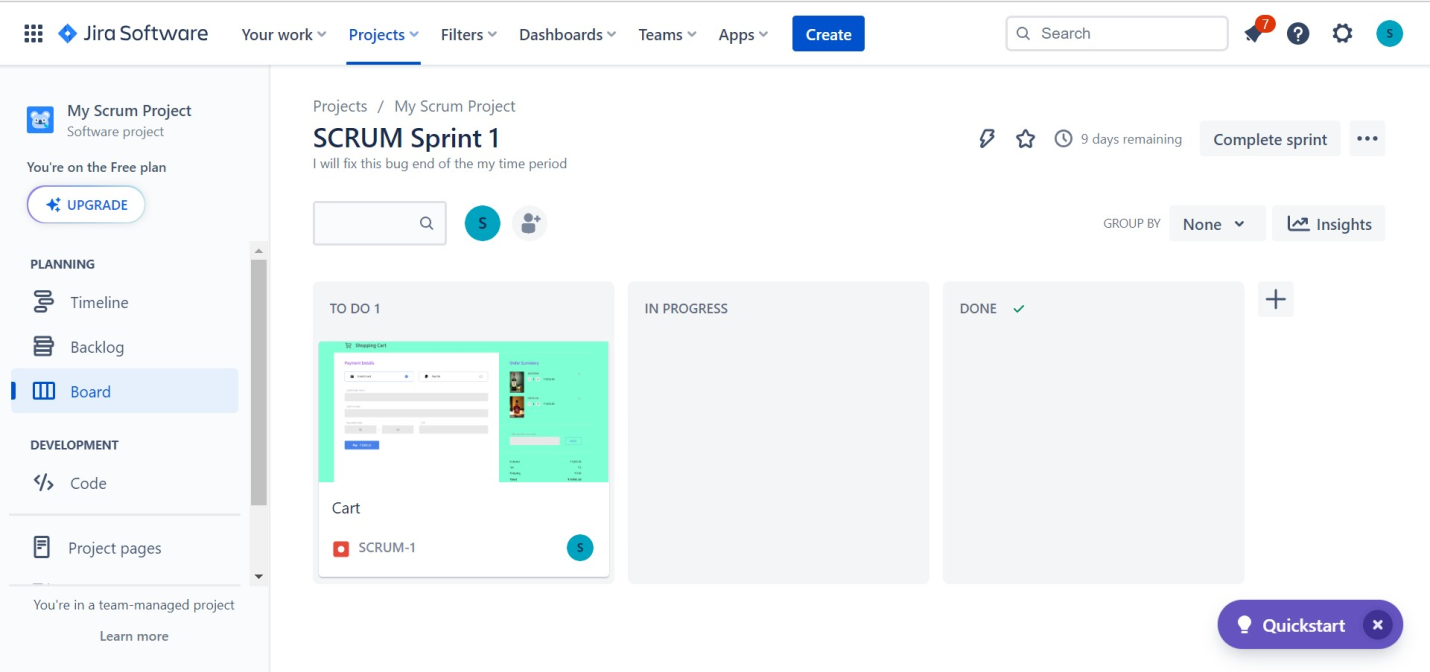 Jira Software
Your work
Projects
Filters
Dashboards
Teams
Apps
Create
Search
7
?
S
My Scrum Project
Software project
You're on the Free plan
UPGRADE
PLANNING
Timeline
Backlog
Board
DEVELOPMENT
Code
Project pages
You're in a team-managed project
Learn more
Projects / My Scrum Project
SCRUM Sprint 1
I will fix this bug end of the my time period
9 days remaining
Complete sprint
S
GROUP BY
None
Insights
TO DO 1
Shopping Cart
Payment Details
Order Summary
Cart
SCRUM-1
S
IN PROGRESS
DONE
Quickstart